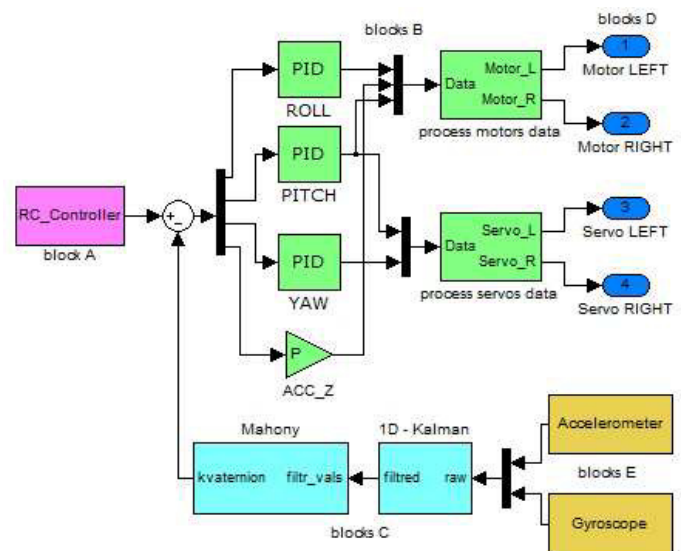 blocks D
blocks B
PID
ROLL
Data
Motor_L
Motor_R
process motors data
1
Motor LEFT
2
Motor RIGHT
PID
PITCH
RC_Controller
block A
+
-
PID
YAW
Data
Servo_L
Servo_R
process servos data
3
Servo LEFT
4
Servo RIGHT
P
ACC_Z
Mahony
kvaternion
filtr_vals
1D - Kalman
filtred
raw
blocks C
Accelerometer
blocks E
Gyroscope